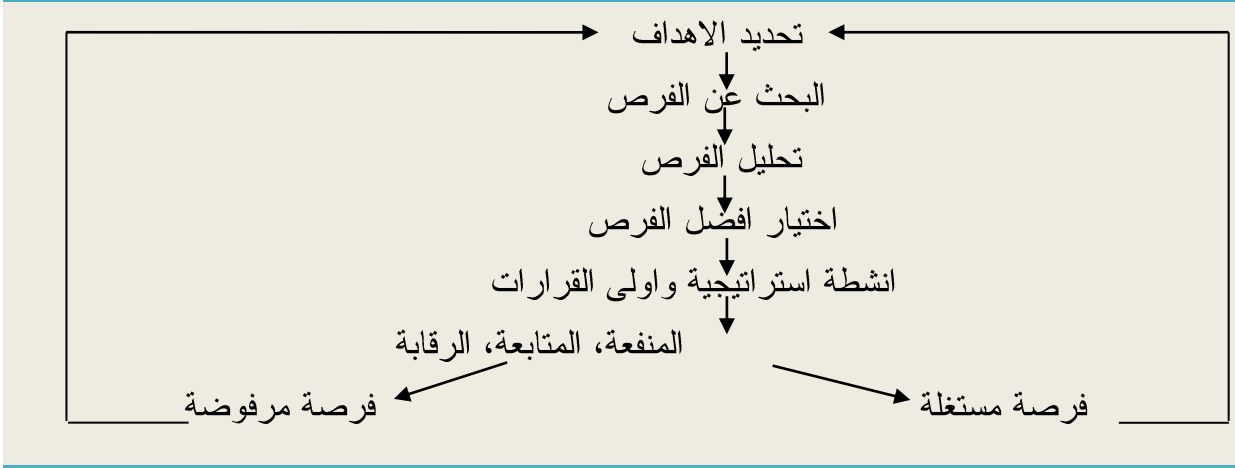 تحديد الاهداف
البحث عن الفرص
تحليل الفرص
اختيار افضل الفرص
انشطة استراتيجية واولى القرارات
المنفعة، المتابعة، الرقابة
فرصة مستغلة
فرصة مرفوضة